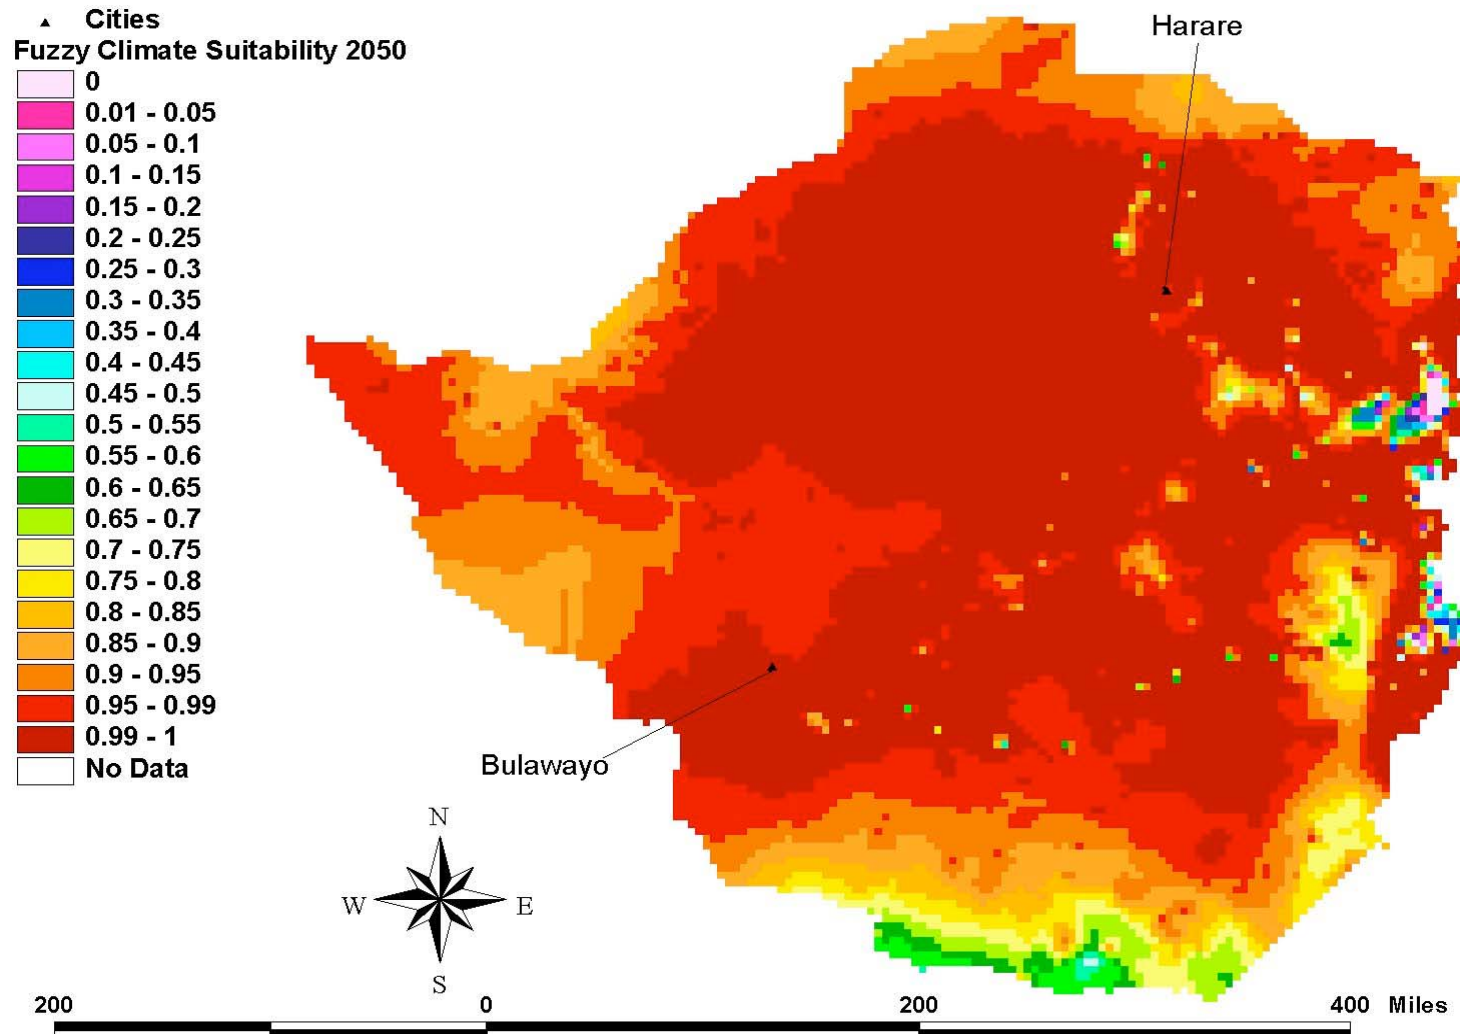 Cities
Fuzzy Climate Suitability 2050
0
0.01 - 0.05
0.05 - 0.1
0.1 - 0.15
0.15 - 0.2
0.2 - 0.25
0.25 - 0.3
0.3 - 0.35
0.35 - 0.4
0.4 - 0.45
0.45 - 0.5
0.5 - 0.55
0.55 - 0.6
0.6 - 0.65
0.65 - 0.7
0.7 - 0.75
0.75 - 0.8
0.8 - 0.85
0.85 - 0.9
0.9 - 0.95
0.95 - 0.99
0.99 - 1
No Data
Harare
Bulawayo
N
W E
S
200 0 200 400 Miles